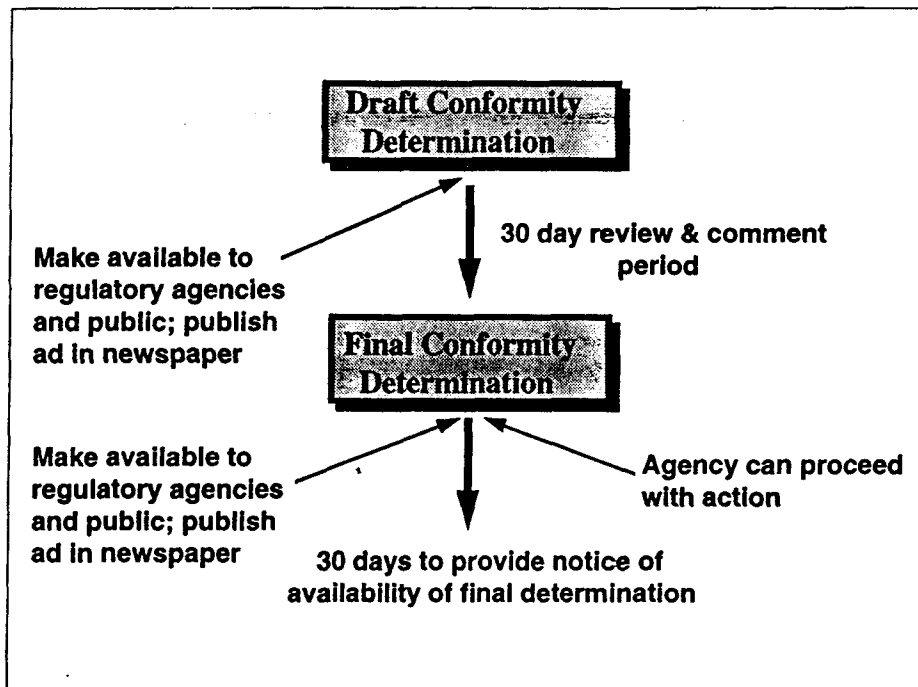 Draft Conformity
Determination
30 day review & comment
period
Make available to
regulatory agencies
and public; publish
ad in newspaper
Final Conformity
Determination
Make available to
regulatory agencies
and public; publish
ad in newspaper
Agency can proceed
with action
30 days to provide notice of
availability of final determination